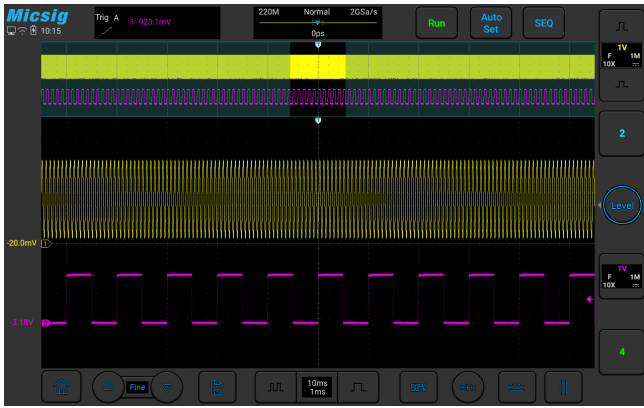 Micsig
10:15
Trig A 3 923.1mV
220M Normal 2GSa/s
0ps
Run
Auto Set
SEQ
1V
F 1M
10X
2
Level
-20.0mV 1
1V
F 1M
10X
-3.18V 3
4
Fine
10ms
1ms
50%